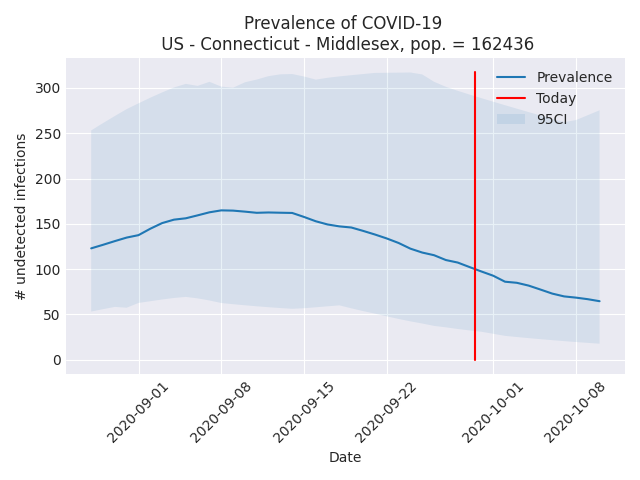 Prevalence of COVID-19
US - Connecticut - Middlesex, pop. = 162436
Prevalence
Today
95CI
# undetected infections
300
250
200
150
100
50
0
2020-09-01
2020-09-08
2020-09-15
2020-09-22
2020-10-01
2020-10-08
Date